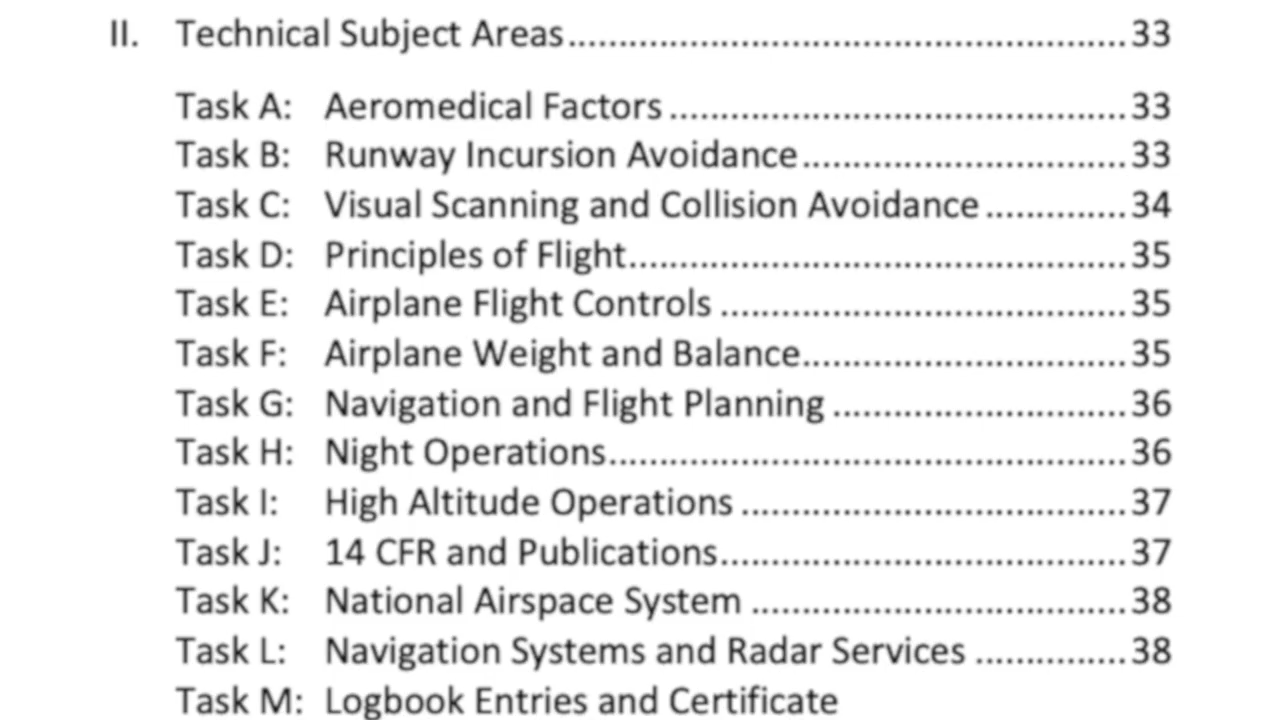 II. Technical Subject Areas........................................................33
Task A: Aeromedical Factors..............................................33
Task B: Runway Incursion Avoidance................................33
Task C: Visual Scanning and Collision Avoidance..............34
Task D: Principles of Flight..................................................35
Task E: Airplane Flight Controls.........................................35
Task F: Airplane Weight and Balance................................35
Task G: Navigation and Flight Planning.............................36
Task H: Night Operations....................................................36
Task I: High Altitude Operations.......................................37
Task J: 14 CFR and Publications.........................................37
Task K: National Airspace System......................................38
Task L: Navigation Systems and Radar Services...............38
Task M: Logbook Entries and Certificate